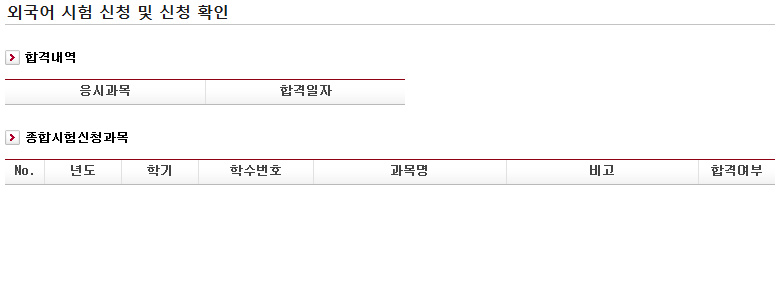 외국어 시험 신청 및 신청 확인
합격내역
응시과목 합격일자
종합시험신청과목
No. 년도 학기 학수번호 과목명 비고 합격여부